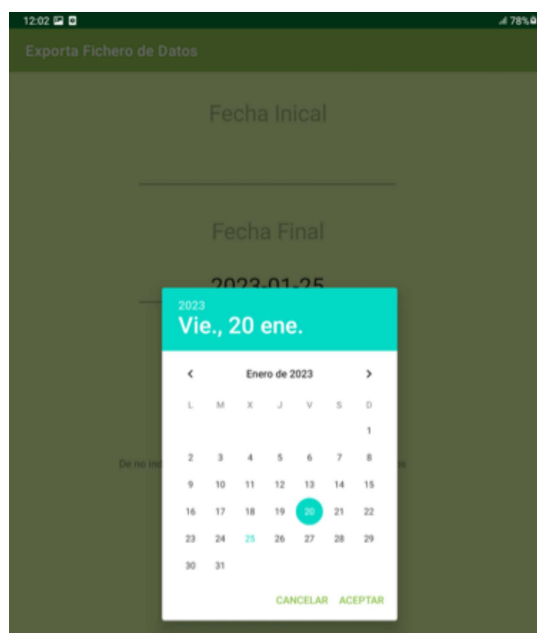 12:02
78%
Exporta Fichero de Datos
Fecha Inical
Fecha Final
2023-01-25
2023
Vie., 20 ene.
Enero de 2023
L M X J V S D
1
2 3 4 5 6 7 8
9 10 11 12 13 14 15
16 17 18 19 20 21 22
23 24 25 26 27 28 29
30 31
De no
CANCELAR ACEPTAR